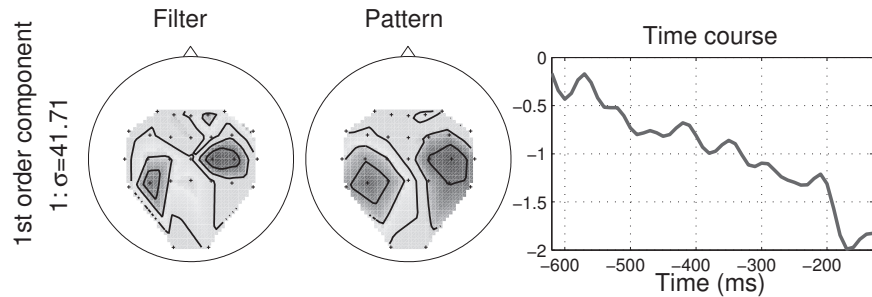 Filter
Pattern
Time course
1st order component
1: σ=41.71
0
−0.5
−1
−1.5
−2
−600
−500
−400
−300
−200
Time (ms)